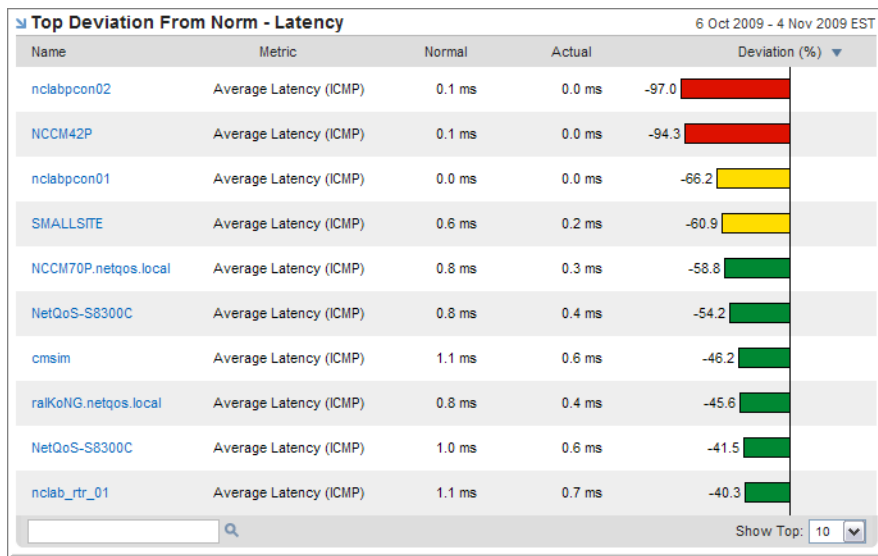 Top Deviation From Norm - Latency 6 Oct 2009 - 4 Nov 2009 EST
Name Metric Normal Actual Deviation (%)
nclabpcon02 Average Latency (ICMP) 0.1 ms 0.0 ms -97.0
NCCM42P Average Latency (ICMP) 0.1 ms 0.0 ms -94.3
nclabpcon01 Average Latency (ICMP) 0.0 ms 0.0 ms -66.2
SMALLSITE Average Latency (ICMP) 0.6 ms 0.2 ms -60.9
NCCM70P.netqos.local Average Latency (ICMP) 0.8 ms 0.3 ms -58.8
NetQoS-S8300C Average Latency (ICMP) 0.8 ms 0.4 ms -54.2
cmsim Average Latency (ICMP) 1.1 ms 0.6 ms -46.2
ralKoNG.netqos.local Average Latency (ICMP) 0.8 ms 0.4 ms -45.6
NetQoS-S8300C Average Latency (ICMP) 1.0 ms 0.6 ms -41.5
nclab_rtr_01 Average Latency (ICMP) 1.1 ms 0.7 ms -40.3
Show Top: 10